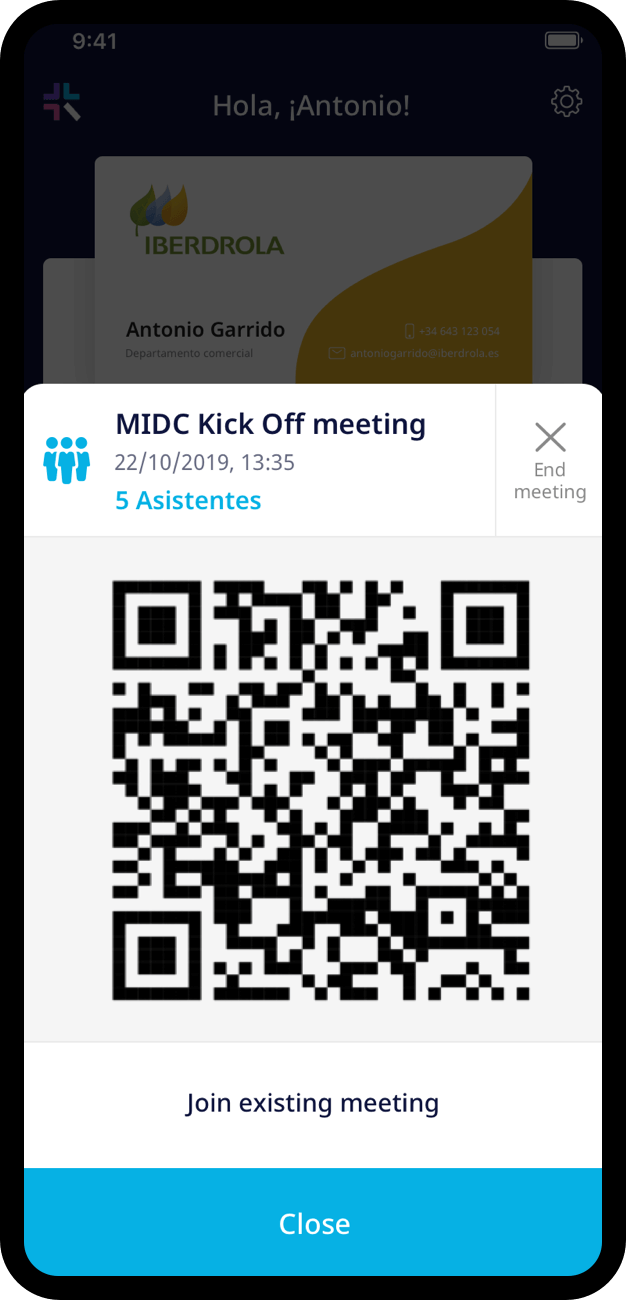 9:41
Hola, ¡Antonio!
IBERDROLA
Antonio Garrido
Departamento comercial
+34 643 123 054
antoniogarrido@iberdrola.es
MIDC Kick Off meeting
22/10/2019, 13:35
5 Asistentes
End
meeting
Join existing meeting
Close